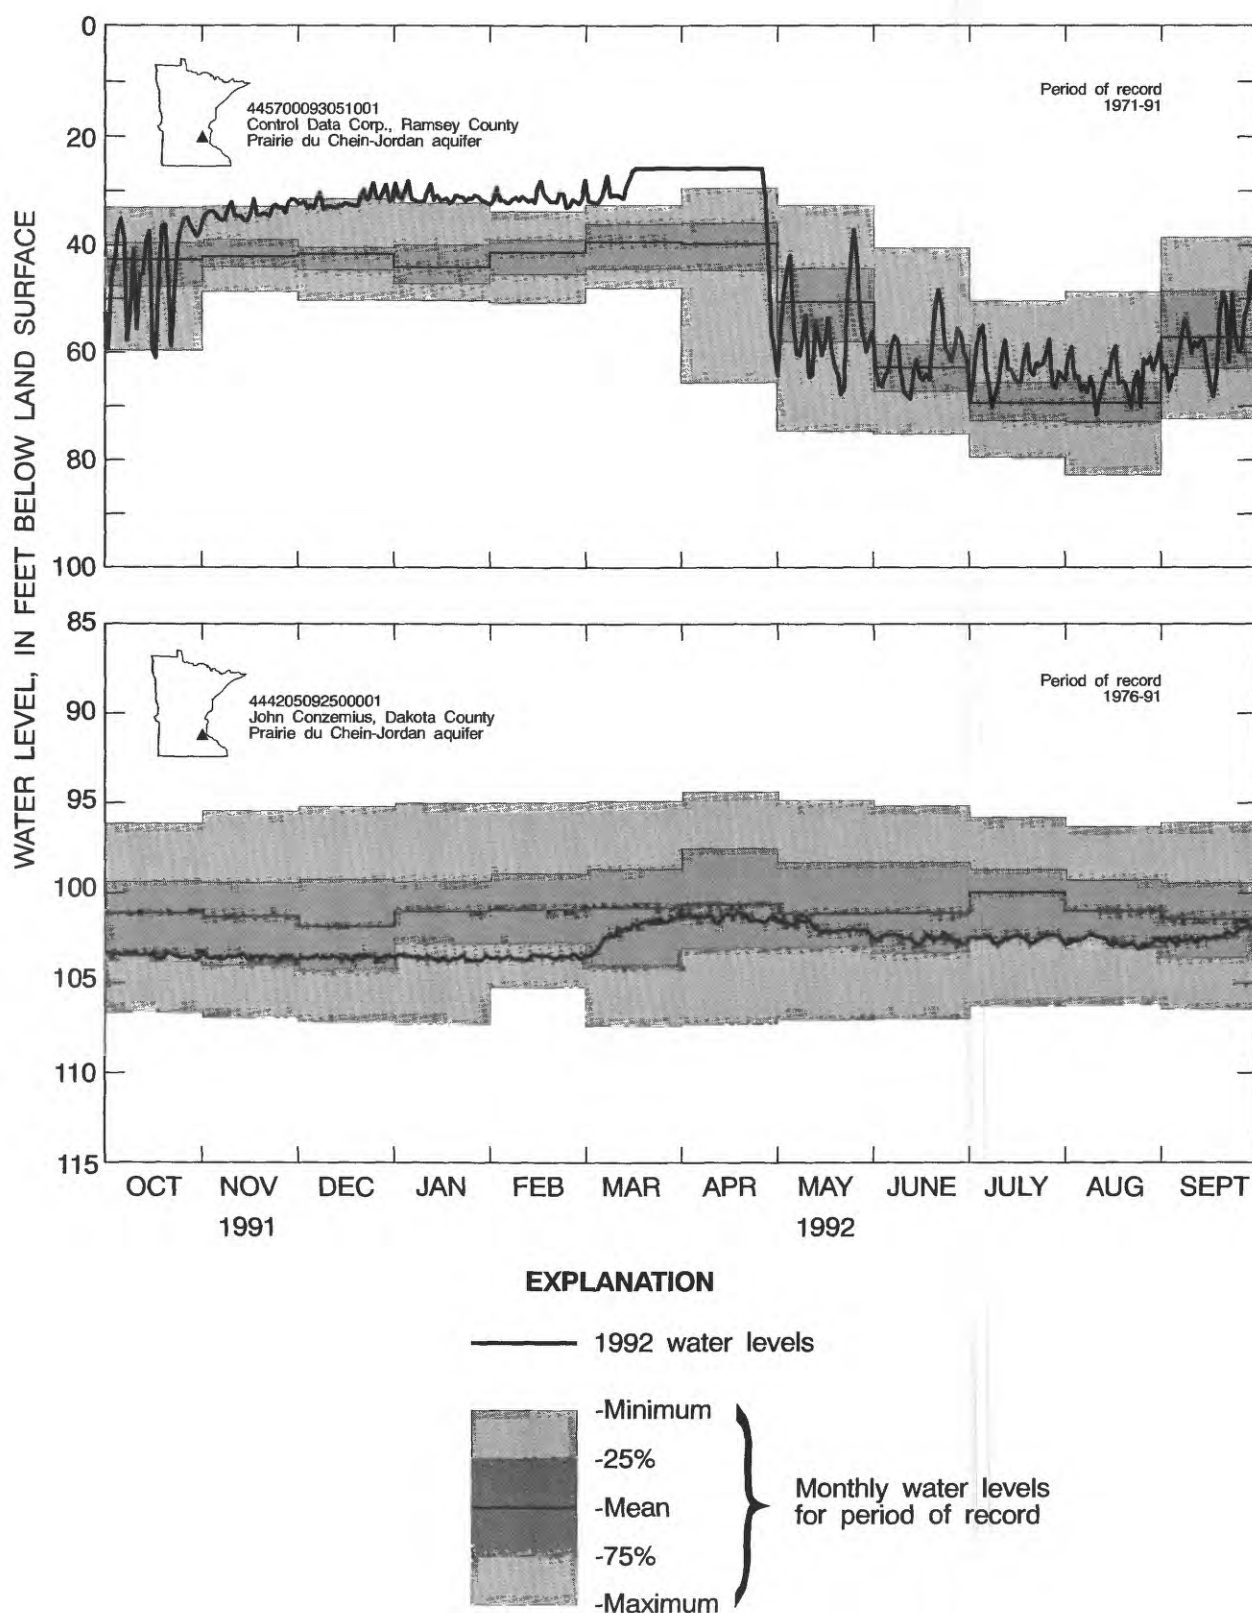 WATER LEVEL, IN FEET BELOW LAND SURFACE
0
20
40
60
80
100
445700093051001
Control Data Corp., Ramsey County
Prairie du Chein-Jordan aquifer
Period of record
1971-91
85
90
95
100
105
110
115
444205092500001
John Conzemius, Dakota County
Prairie du Chein-Jordan aquifer
Period of record
1976-91
OCT NOV DEC JAN FEB MAR APR MAY JUNE JULY AUG SEPT
1991 1992
EXPLANATION
1992 water levels
-Minimum
-25%
-Mean
-75%
-Maximum
Monthly water levels
for period of record